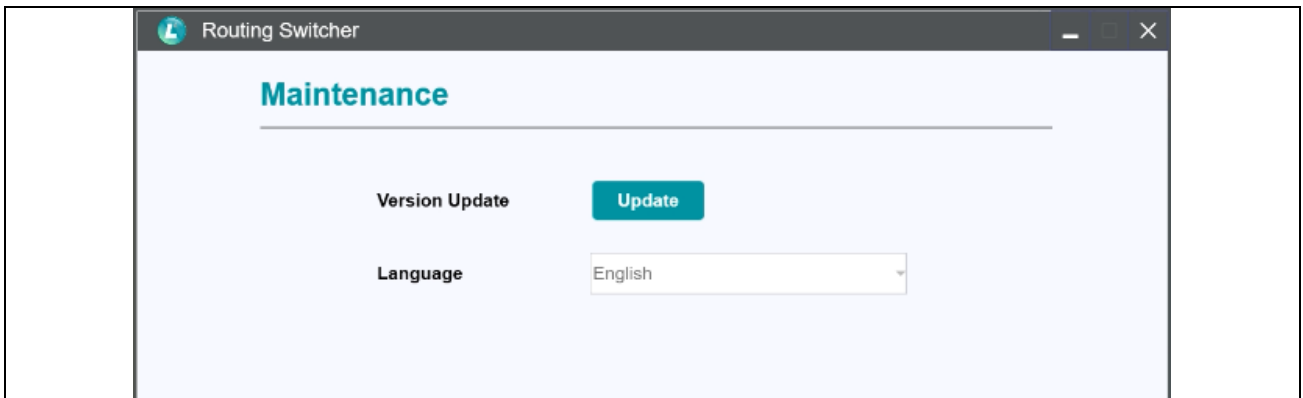 Routing Switcher
Maintenance
Version Update Update
Language English